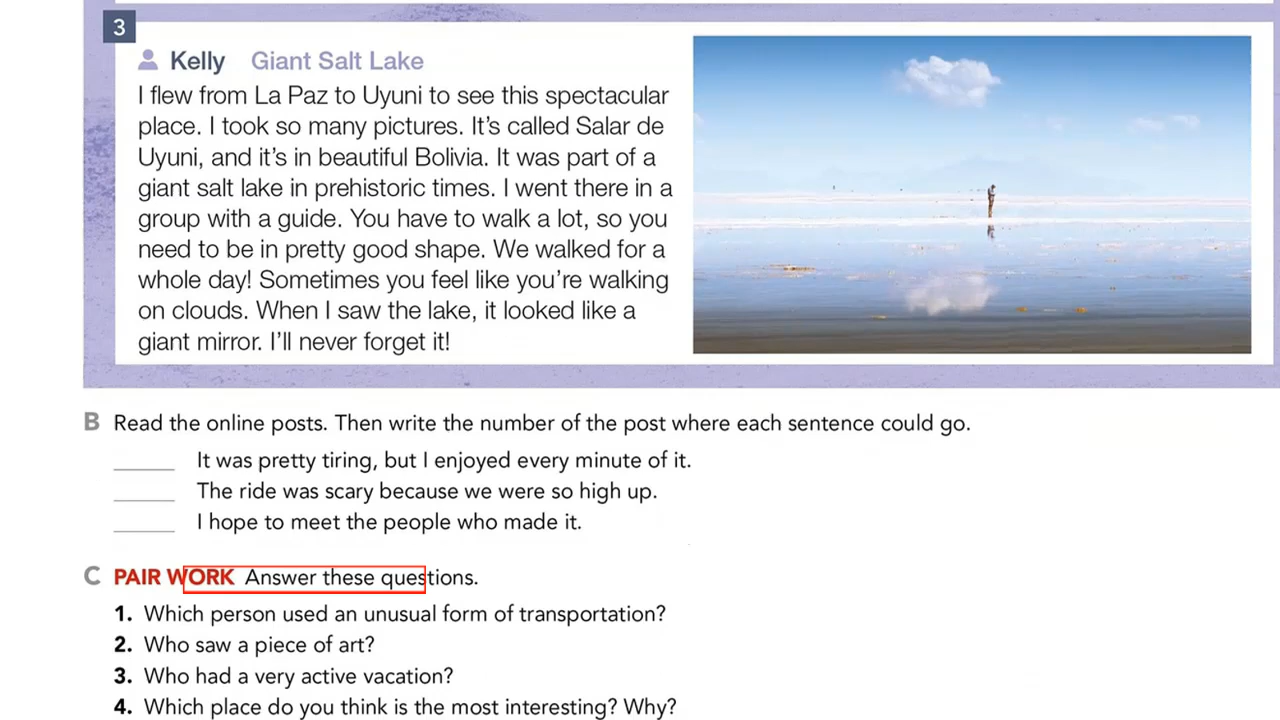 3
Kelly Giant Salt Lake
I flew from La Paz to Uyuni to see this spectacular
place. I took so many pictures. It's called Salar de
Uyuni, and it's in beautiful Bolivia. It was part of a
giant salt lake in prehistoric times. I went there in a
group with a guide. You have to walk a lot, so you
need to be in pretty good shape. We walked for a
whole day! Sometimes you feel like you're walking
on clouds. When I saw the lake, it looked like a
giant mirror. I'll never forget it!
B Read the online posts. Then write the number of the post where each sentence could go.
______ It was pretty tiring, but I enjoyed every minute of it.
______ The ride was scary because we were so high up.
______ I hope to meet the people who made it.
C PAIR WORK Answer these questions.
1. Which person used an unusual form of transportation?
2. Who saw a piece of art?
3. Who had a very active vacation?
4. Which place do you think is the most interesting? Why?